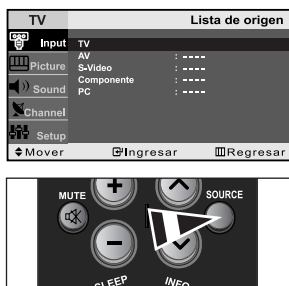 TV Lista de origen
Input
Picture
Sound
Channel
Setup
TV
AV : ----
S-Video : ----
Componente : ----
PC : ----
Mover Ingresar Regresar
MUTE SOURCE
SLEEP INFO